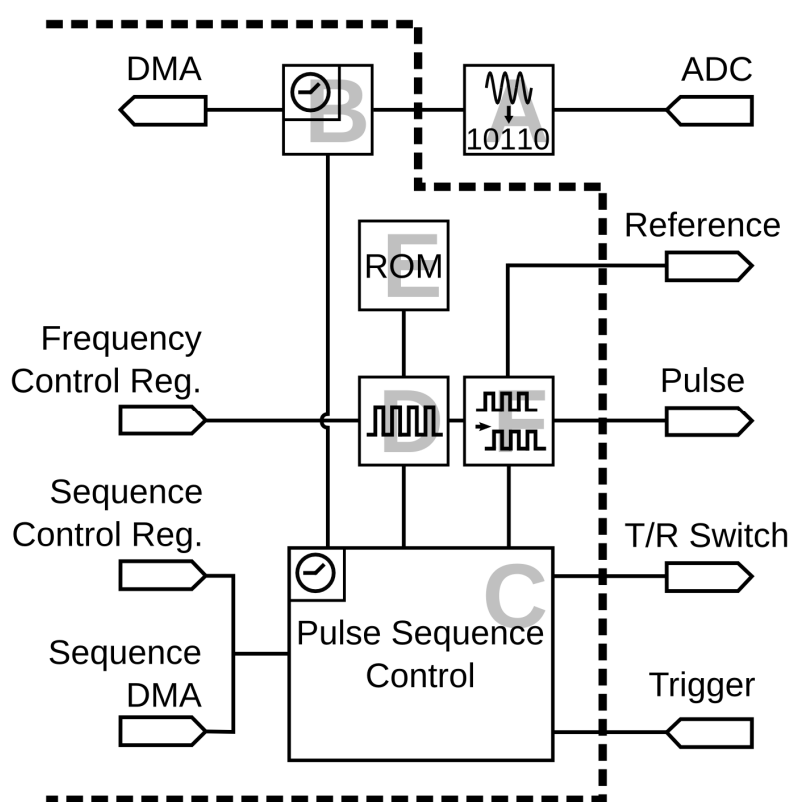 DMA
B
A
10110
ADC
Reference
E
ROM
Frequency
Control Reg.
D
F
Pulse
Sequence
Control Reg.
T/R Switch
C
Pulse Sequence
Control
Sequence
DMA
Trigger